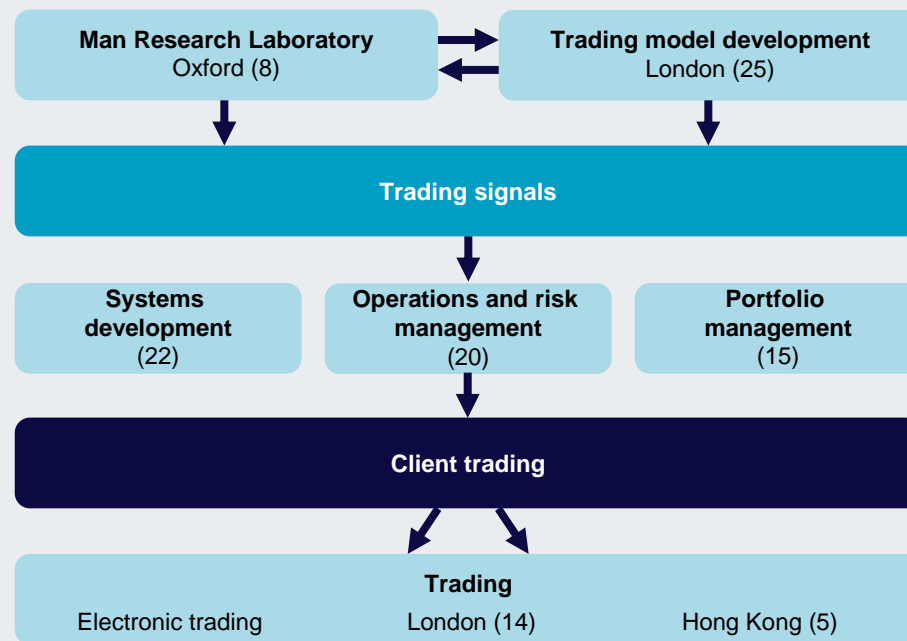 Man Research Laboratory
Oxford (8)
Trading model development
London (25)
Trading signals
Systems
development
(22)
Operations and risk
management
(20)
Portfolio
management
(15)
Client trading
Trading
Electronic trading
London (14)
Hong Kong (5)